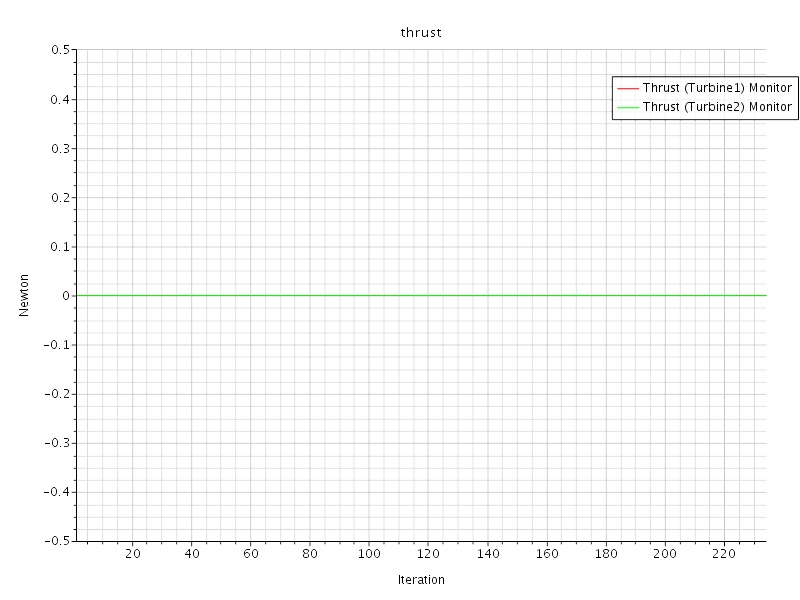 thrust
Thrust (Turbine1) Monitor
Thrust (Turbine2) Monitor
0.5
0.4
0.3
0.2
0.1
0
-0.1
-0.2
-0.3
-0.4
-0.5
Newton
20 40 60 80 100 120 140 160 180 200 220
Iteration